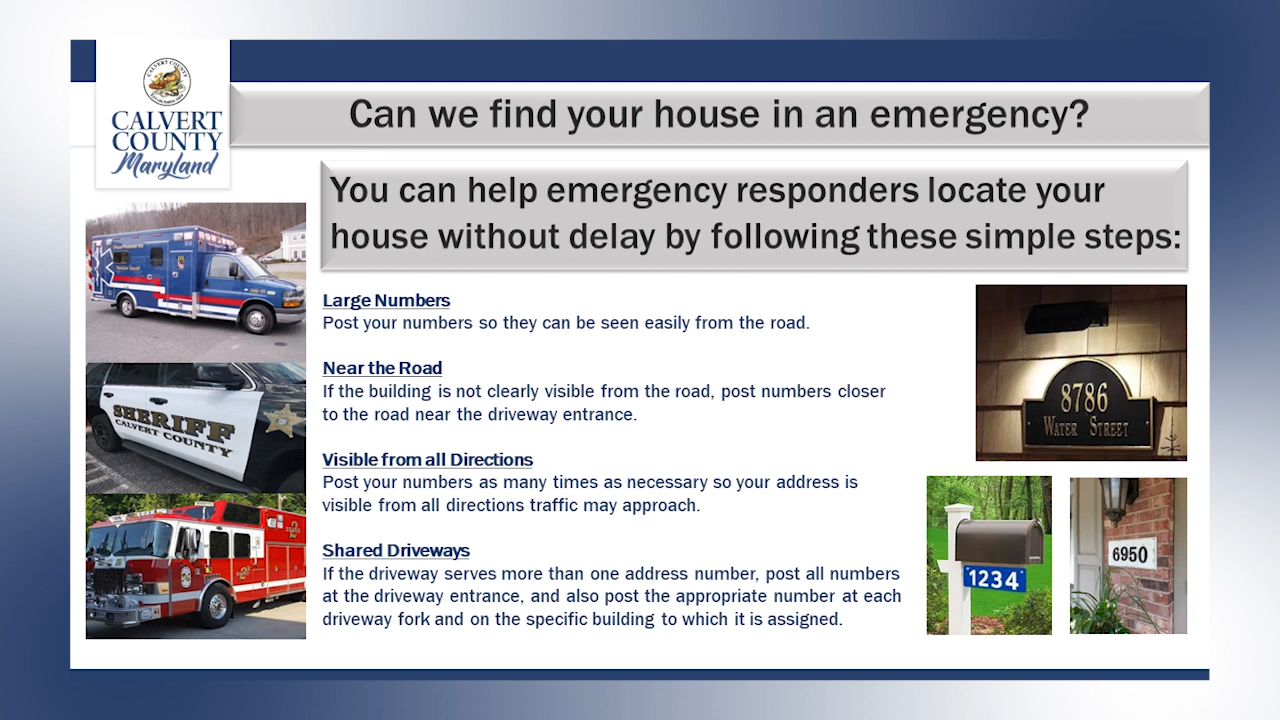 CALVERT COUNTY
CALVERT
COUNTY
Maryland
Can we find your house in an emergency?
You can help emergency responders locate your
house without delay by following these simple steps:
Large Numbers
Post your numbers so they can be seen easily from the road.
Near the Road
If the building is not clearly visible from the road, post numbers closer
to the road near the driveway entrance.
Visible from all Directions
Post your numbers as many times as necessary so your address is
visible from all directions traffic may approach.
Shared Driveways
If the driveway serves more than one address number, post all numbers
at the driveway entrance, and also post the appropriate number at each
driveway fork and on the specific building to which it is assigned.
SHERIFF
CALVERT COUNTY
8786
Water Street
1234
6950